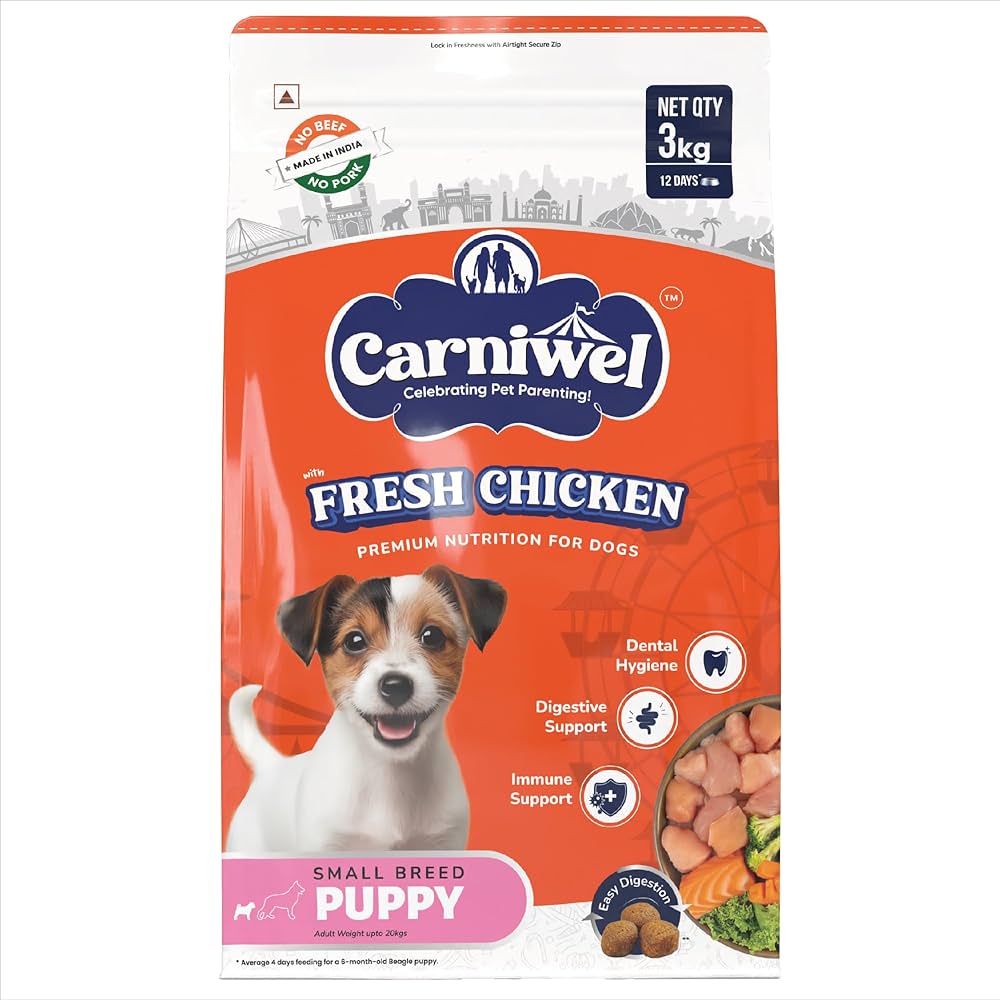 Lock in Freshness with Airtight Secure Zip
NO BEEF
★ MADE IN INDIA
NO PORK
NET QTY
3kg
12 DAYS*
Carniwel
TM
Celebrating Pet Parenting!
with
FRESH CHICKEN
PREMIUM NUTRITION FOR DOGS
Dental
Hygiene
Digestive
Support
Immune
Support
SMALL BREED
PUPPY
Adult Weight upto 20kgs
Easy Digestion
* Average 4 days feeding for a 6-month-old Beagle puppy.